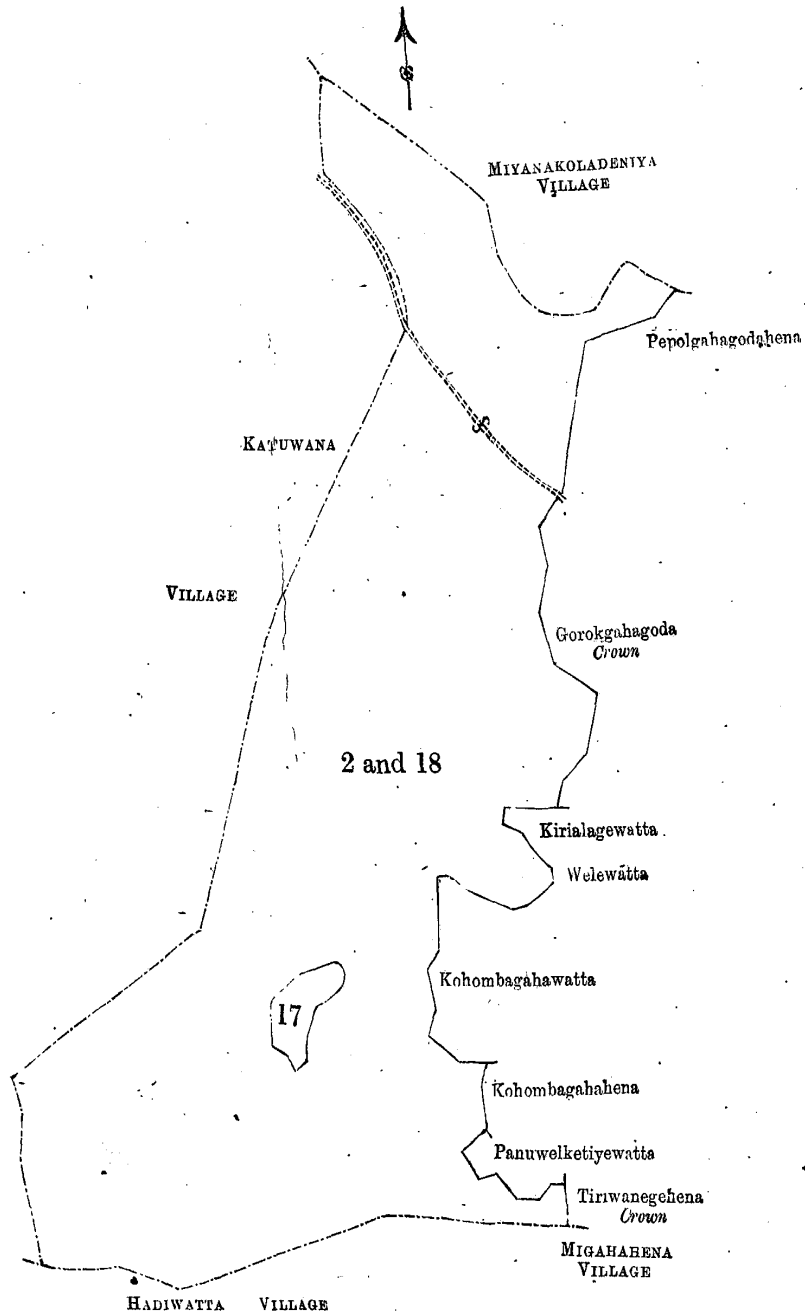 MIYANAKOLADENIYA
VILLAGE
Pepolgahagodahena
KATUWANA
VILLAGE
Gorokgahagoda
Crown
2 and 18
Kirialagewatta
Welewatta
Kohombagahawatta
17
Kohombagahahena
Panuwelketiyewatta
Tiriwanegehena
Crown
MIGAHAHENA
VILLAGE
HADIWATTA VILLAGE